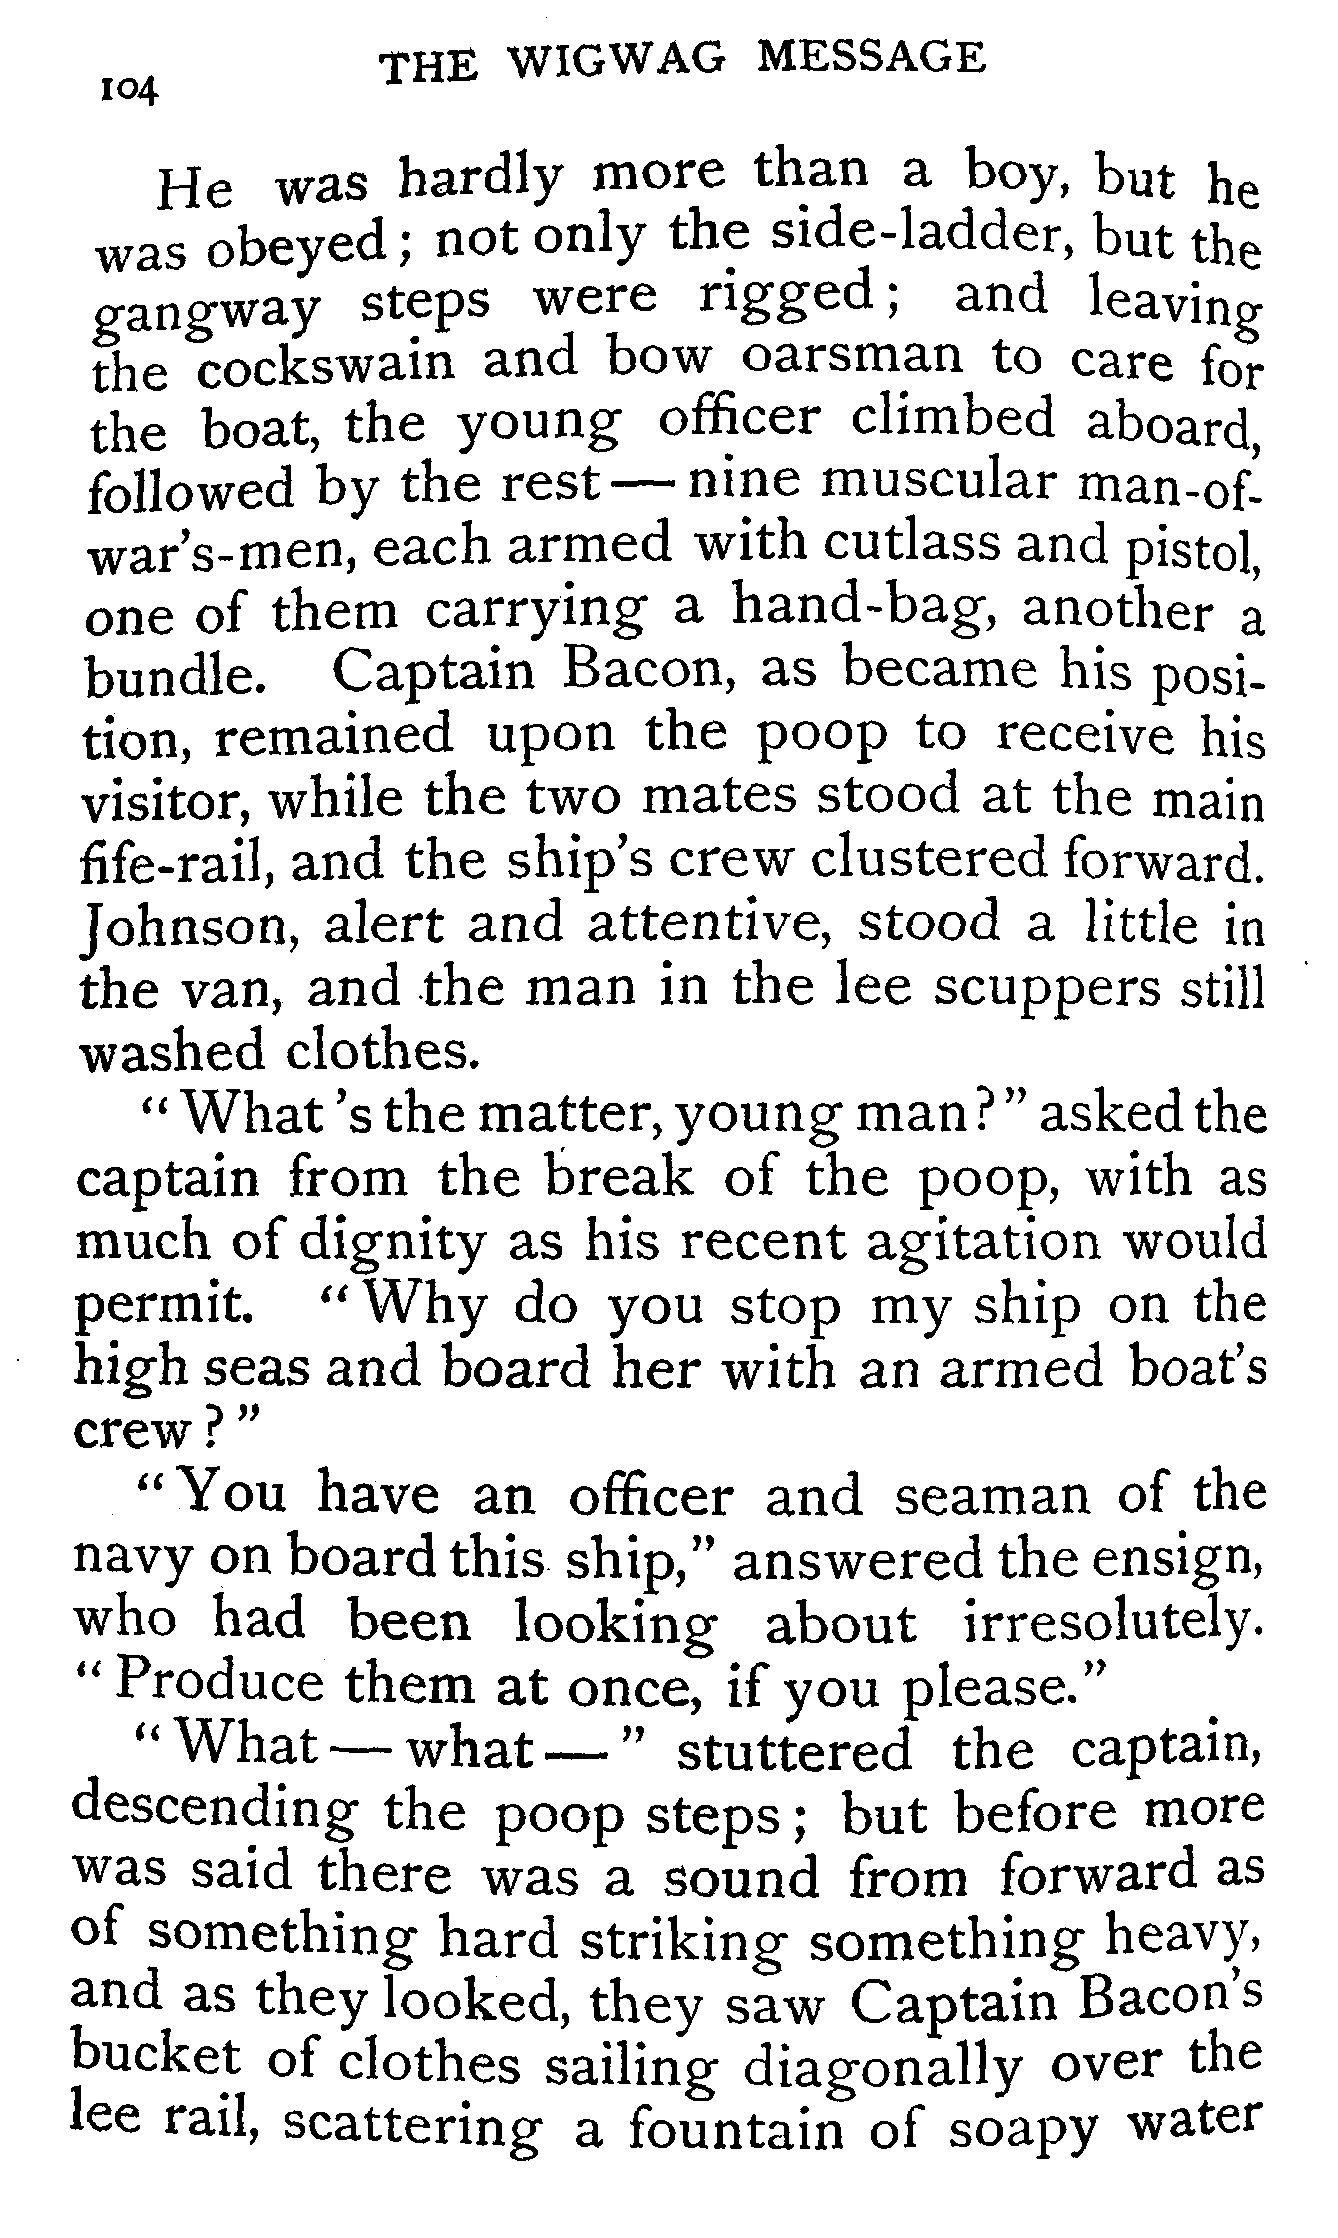 104
THE WIGWAG MESSAGE
He was hardly more than a boy, but he
was obeyed; not only the side-ladder, but the
gangway steps were rigged; and leaving
the cockswain and bow oarsman to care for
the boat, the young officer climbed aboard,
followed by the rest — nine muscular man-of-
war's-men, each armed with cutlass and pistol,
one of them carrying a hand-bag, another a
bundle. Captain Bacon, as became his posi-
tion, remained upon the poop to receive his
visitor, while the two mates stood at the main
fife-rail, and the ship's crew clustered forward.
Johnson, alert and attentive, stood a little in
the van, and the man in the lee scuppers still
washed clothes.
"What 's the matter, young man?" asked the
captain from the break of the poop, with as
much of dignity as his recent agitation would
permit. "Why do you stop my ship on the
high seas and board her with an armed boat's
crew?"
"You have an officer and seaman of the
navy on board this ship," answered the ensign,
who had been looking about irresolutely.
"Produce them at once, if you please."
"What — what — " stuttered the captain,
descending the poop steps; but before more
was said there was a sound from forward as
of something hard striking something heavy,
and as they looked, they saw Captain Bacon's
bucket of clothes sailing diagonally over the
lee rail, scattering a fountain of soapy water